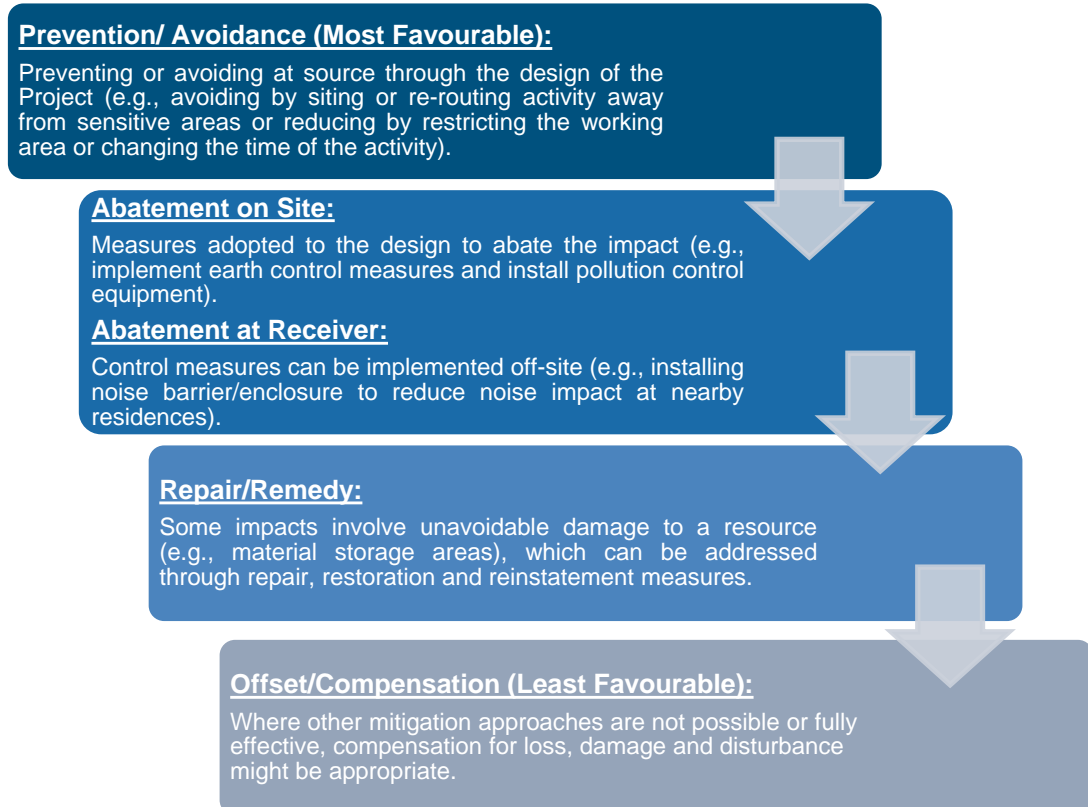 Prevention/ Avoidance (Most Favourable):
Preventing or avoiding at source through the design of the
Project (e.g., avoiding by siting or re-routing activity away
from sensitive areas or reducing by restricting the working
area or changing the time of the activity).
Abatement on Site:
Measures adopted to the design to abate the impact (e.g.,
implement earth control measures and install pollution control
equipment).
Abatement at Receiver:
Control measures can be implemented off-site (e.g., installing
noise barrier/enclosure to reduce noise impact at nearby
residences).
Repair/Remedy:
Some impacts involve unavoidable damage to a resource
(e.g., material storage areas), which can be addressed
through repair, restoration and reinstatement measures.
Offset/Compensation (Least Favourable):
Where other mitigation approaches are not possible or fully
effective, compensation for loss, damage and disturbance
might be appropriate.